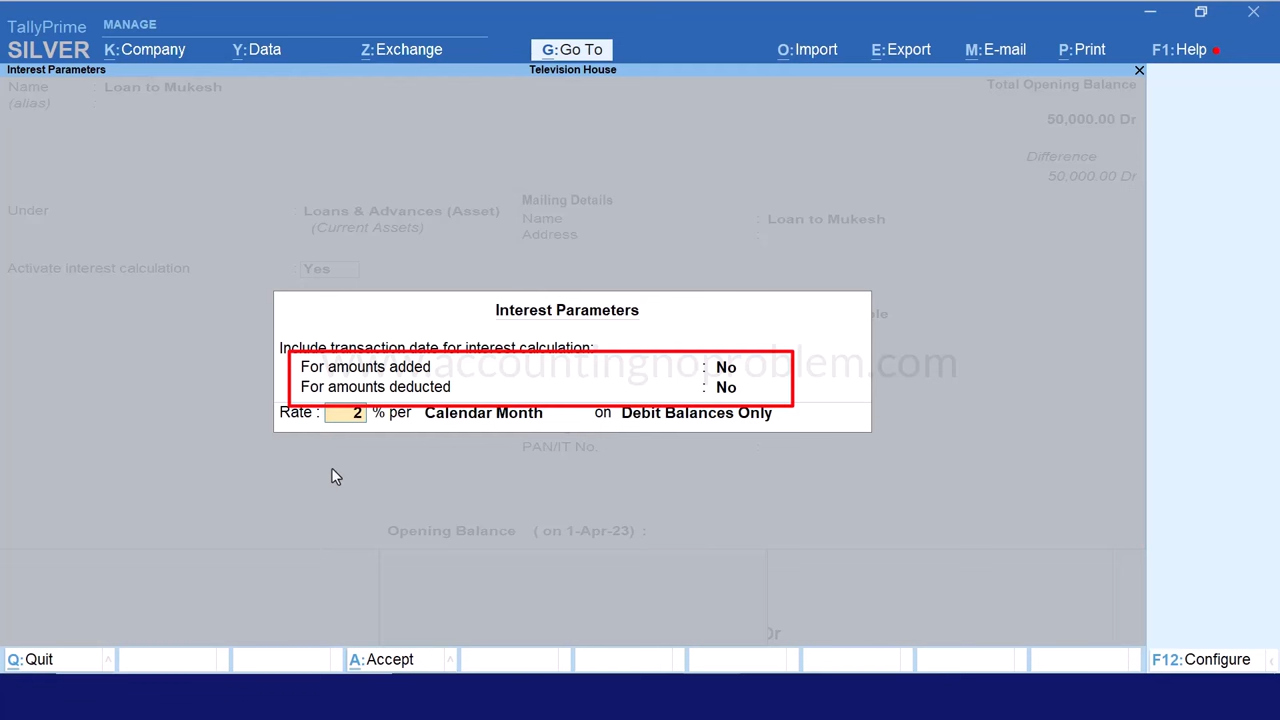 TallyPrime
MANAGE
SILVER
K:Company
Y:Data
Z:Exchange
G:Go To
O:Import
E:Export
M:E-mail
P:Print
F1:Help
Interest Parameters
Television House
Name : Loan to Mukesh
(alias) :
Total Opening Balance
50,000.00 Dr
Difference
50,000.00 Dr
Under : Loans & Advances (Asset)
(Current Assets)
Mailing Details
Name : Loan to Mukesh
Address :
Activate interest calculation : Yes
Interest Parameters
Include transaction date for interest calculation:
For amounts added : No
For amounts deducted : No
Rate : 2 % per Calendar Month on Debit Balances Only
accountingnoproblem.com
PAN/IT No.
Opening Balance ( on 1-Apr-23) :
Q:Quit
A:Accept
F12:Configure